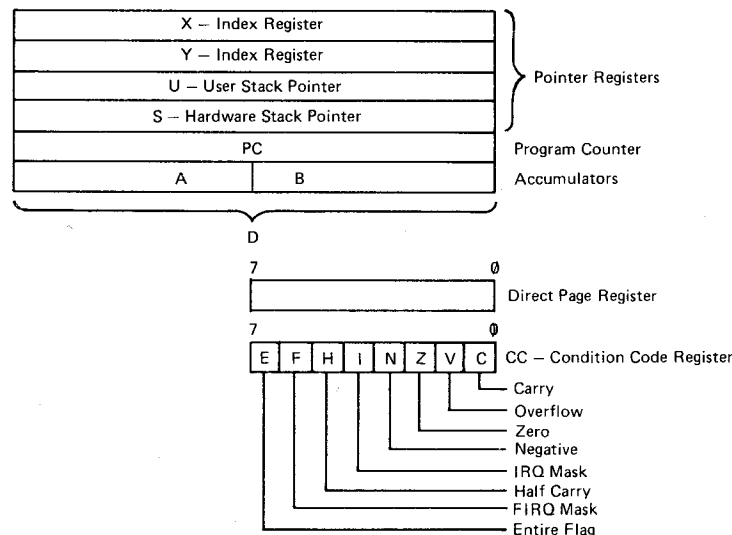 X – Index Register
Y – Index Register
U – User Stack Pointer
S – Hardware Stack Pointer
Pointer Registers
PC
Program Counter
A B
Accumulators
D
7 0
Direct Page Register
7 0
E F H I N Z V C
CC – Condition Code Register
Carry
Overflow
Zero
Negative
IRQ Mask
Half Carry
FIRQ Mask
Entire Flag